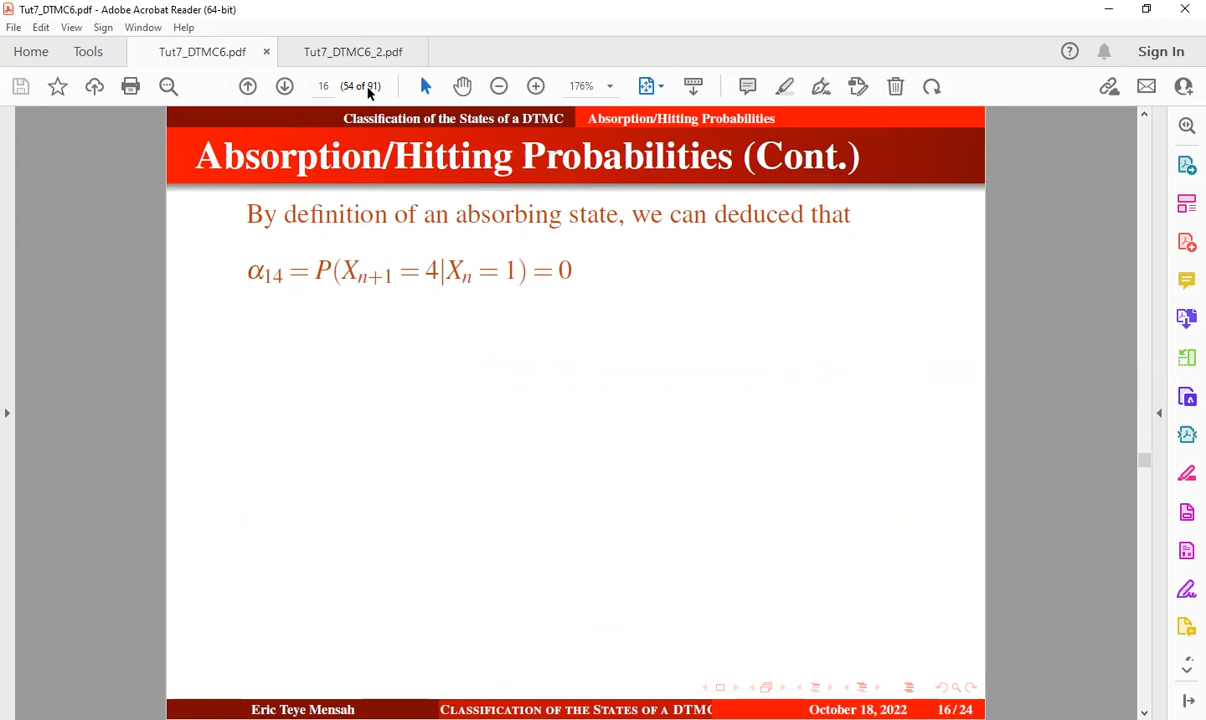 Tut7_DTMC6.pdf - Adobe Acrobat Reader (64-bit)
File Edit View Sign Window Help
Home Tools Tut7_DTMC6.pdf × Tut7_DTMC6_2.pdf Sign In
16 (54 of 91) 176%
Classification of the States of a DTMC Absorption/Hitting Probabilities
Absorption/Hitting Probabilities (Cont.)
By definition of an absorbing state, we can deduced that
α₁₄ = P(Xₙ₊₁ = 4|Xₙ = 1) = 0
Eric Teye Mensah CLASSIFICATION OF THE STATES OF A DTMC October 18, 2022 16 / 24